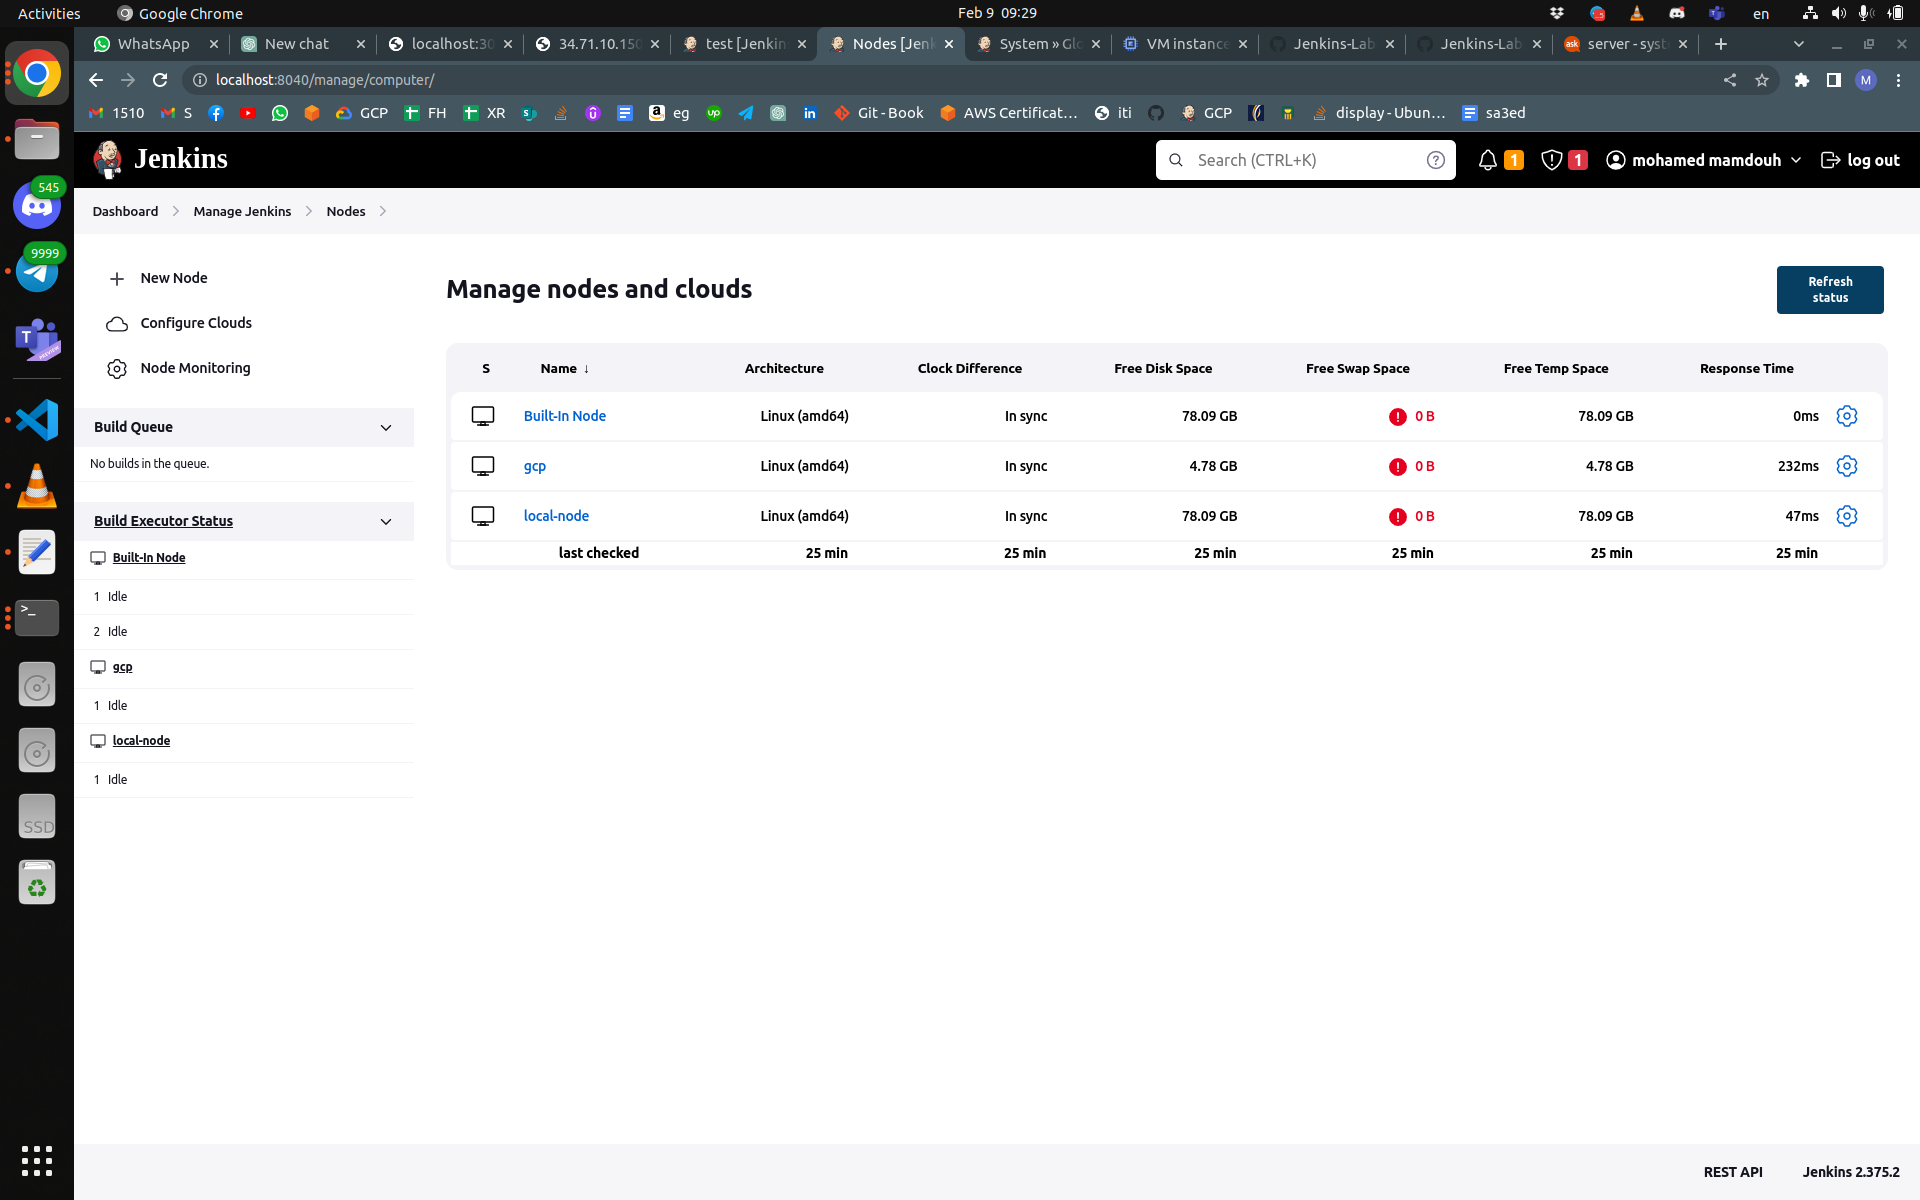 Activities Google Chrome Feb 9 09:29 en
WhatsApp New chat localhost:30 34.71.10.150 test [Jenkin Nodes [Jenk System » Glo VM instance Jenkins-Lab Jenkins-Lab server - syst
localhost:8040/manage/computer/ M
1510 S GCP FH XR eg Git - Book AWS Certificat... iti GCP display - Ubun... sa3ed
Jenkins Search (CTRL+K) 1 1 mohamed mamdouh log out
Dashboard Manage Jenkins Nodes
545
9999
New Node
Configure Clouds
Node Monitoring
Build Queue
No builds in the queue.
Build Executor Status
Built-In Node
1 Idle
2 Idle
gcp
1 Idle
local-node
1 Idle
SSD
Manage nodes and clouds
Refresh
status
S Name ↓ Architecture Clock Difference Free Disk Space Free Swap Space Free Temp Space Response Time
Built-In Node Linux (amd64) In sync 78.09 GB 0 B 78.09 GB 0ms
gcp Linux (amd64) In sync 4.78 GB 0 B 4.78 GB 232ms
local-node Linux (amd64) In sync 78.09 GB 0 B 78.09 GB 47ms
last checked 25 min 25 min 25 min 25 min 25 min 25 min
REST API Jenkins 2.375.2